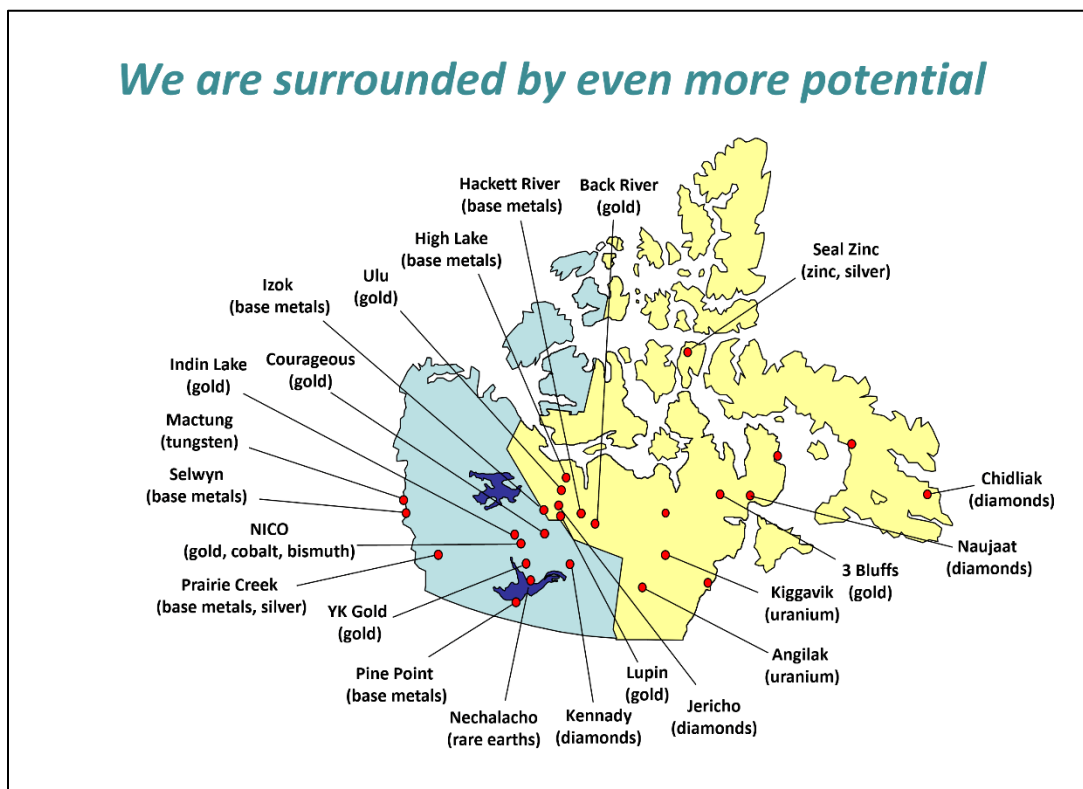 We are surrounded by even more potential
Hackett River
(base metals)
Back River
(gold)
High Lake
(base metals)
Seal Zinc
(zinc, silver)
Ulu
(gold)
Izok
(base metals)
Courageous
(gold)
Indin Lake
(gold)
Mactung
(tungsten)
Selwyn
(base metals)
NICO
(gold, cobalt, bismuth)
Prairie Creek
(base metals, silver)
YK Gold
(gold)
Pine Point
(base metals)
Nechalacho
(rare earths)
Kennady
(diamonds)
Lupin
(gold)
Jericho
(diamonds)
Angilak
(uranium)
Kiggavik
(uranium)
3 Bluffs
(gold)
Naujaat
(diamonds)
Chidliak
(diamonds)